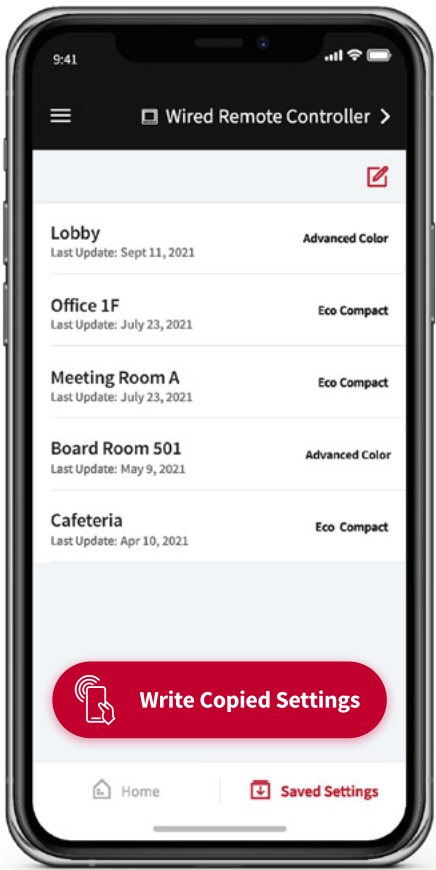 9:41
Wired Remote Controller
Lobby
Last Update: Sept 11, 2021
Advanced Color
Office 1F
Last Update: July 23, 2021
Eco Compact
Meeting Room A
Last Update: July 23, 2021
Eco Compact
Board Room 501
Last Update: May 9, 2021
Advanced Color
Cafeteria
Last Update: Apr 10, 2021
Eco Compact
Write Copied Settings
Home
Saved Settings